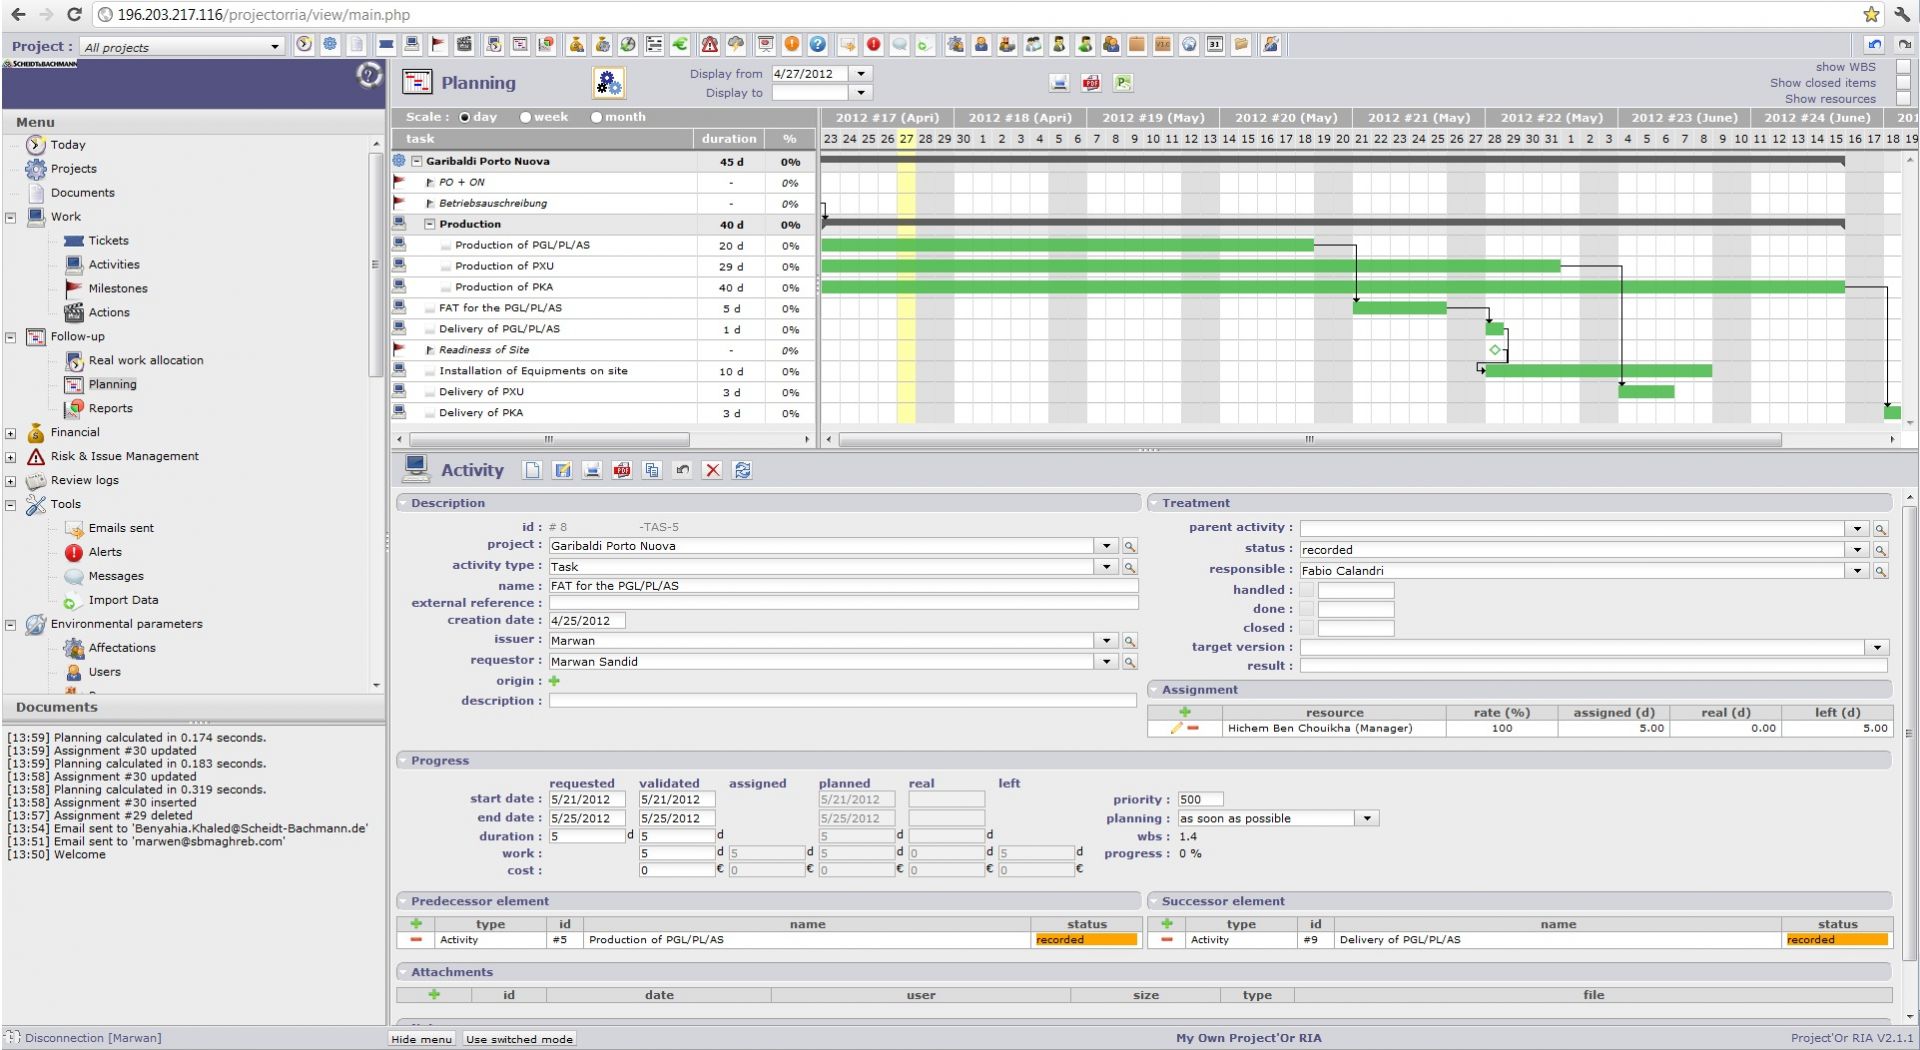 196.203.217.116/projectorria/view/main.php
Project : All projects
SCHEIDT&BACHMANN
Menu
Today
Projects
Documents
Work
Tickets
Activities
Milestones
Actions
Follow-up
Real work allocation
Planning
Reports
Financial
Risk & Issue Management
Review logs
Tools
Emails sent
Alerts
Messages
Import Data
Environmental parameters
Affectations
Users
Documents
[13:59] Planning calculated in 0.174 seconds.
[13:59] Assignment #30 updated
[13:59] Planning calculated in 0.183 seconds.
[13:58] Assignment #30 updated
[13:58] Planning calculated in 0.319 seconds.
[13:58] Assignment #30 inserted
[13:57] Assignment #29 deleted
[13:54] Email sent to 'Benyahia.Khaled@Scheidt-Bachmann.de'
[13:51] Email sent to 'marwen@sbmaghreb.com'
[13:50] Welcome
Planning
Display from 4/27/2012
Display to
show WBS
Show closed items
Show resources
Scale : day week month
2012 #17 (Apri) 2012 #18 (Apri) 2012 #19 (May) 2012 #20 (May) 2012 #21 (May) 2012 #22 (May) 2012 #23 (June) 2012 #24 (June) 201
task duration %
23 24 25 26 27 28 29 30 1 2 3 4 5 6 7 8 9 10 11 12 13 14 15 16 17 18 19 20 21 22 23 24 25 26 27 28 29 30 31 1 2 3 4 5 6 7 8 9 10 11 12 13 14 15 16 17 18 19
Garibaldi Porto Nuova 45 d 0%
PO + ON - 0%
Betriebsauschreibung - 0%
Production 40 d 0%
Production of PGL/PL/AS 20 d 0%
Production of PXU 29 d 0%
Production of PKA 40 d 0%
FAT for the PGL/PL/AS 5 d 0%
Delivery of PGL/PL/AS 1 d 0%
Readiness of Site - 0%
Installation of Equipments on site 10 d 0%
Delivery of PXU 3 d 0%
Delivery of PKA 3 d 0%
Activity
Description
id : # 8 -TAS-5
project : Garibaldi Porto Nuova
activity type : Task
name : FAT for the PGL/PL/AS
external reference :
creation date : 4/25/2012
issuer : Marwan
requestor : Marwan Sandid
origin :
description :
Treatment
parent activity :
status : recorded
responsible : Fabio Calandri
handled :
done :
closed :
target version :
result :
Assignment
resource rate (%) assigned (d) real (d) left (d)
Hichem Ben Chouikha (Manager) 100 5.00 0.00 5.00
Progress
requested validated assigned planned real left
start date : 5/21/2012 5/21/2012 5/21/2012
end date : 5/25/2012 5/25/2012 5/25/2012
duration : 5 d 5 d 5 d d
work : 5 d 5 d 5 d 0 d 5 d
cost : 0 € 0 € 0 € 0 € 0 €
priority : 500
planning : as soon as possible
wbs : 1.4
progress : 0 %
Predecessor element
type id name status
Activity #5 Production of PGL/PL/AS recorded
Successor element
type id name status
Activity #9 Delivery of PGL/PL/AS recorded
Attachments
id date user size type file
Disconnection [Marwan]
Hide menu Use switched mode
My Own Project'Or RIA
Project'Or RIA V2.1.1